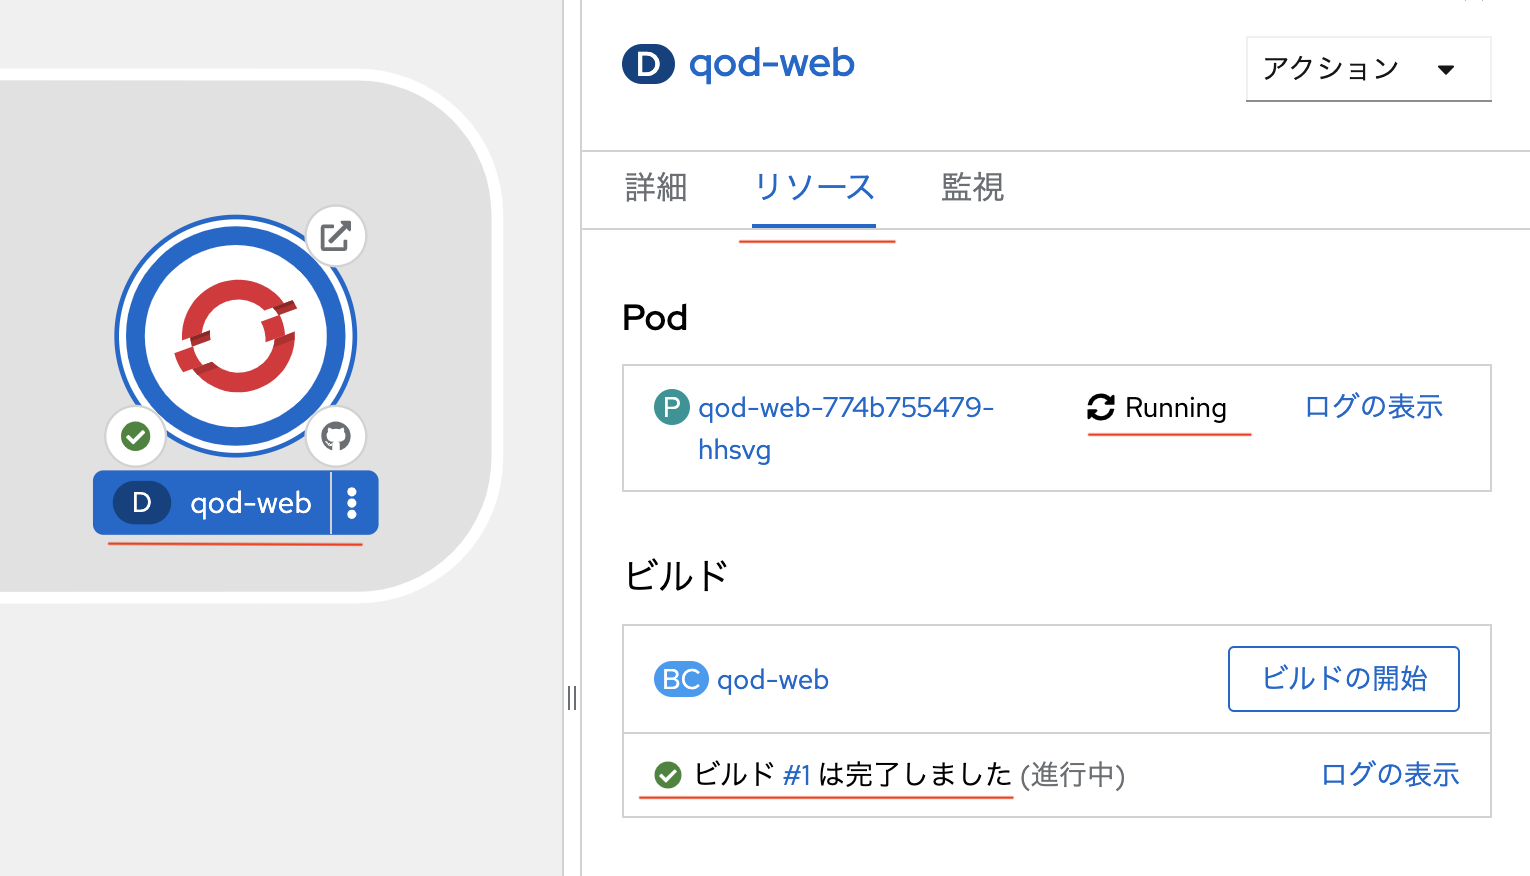 D qod-web
D qod-web
アクション
詳細 リソース 監視
Pod
P qod-web-774b755479-
hhsvg
Running
ログの表示
ビルド
BC qod-web
ビルドの開始
ビルド #1 は完了しました (進行中)
ログの表示